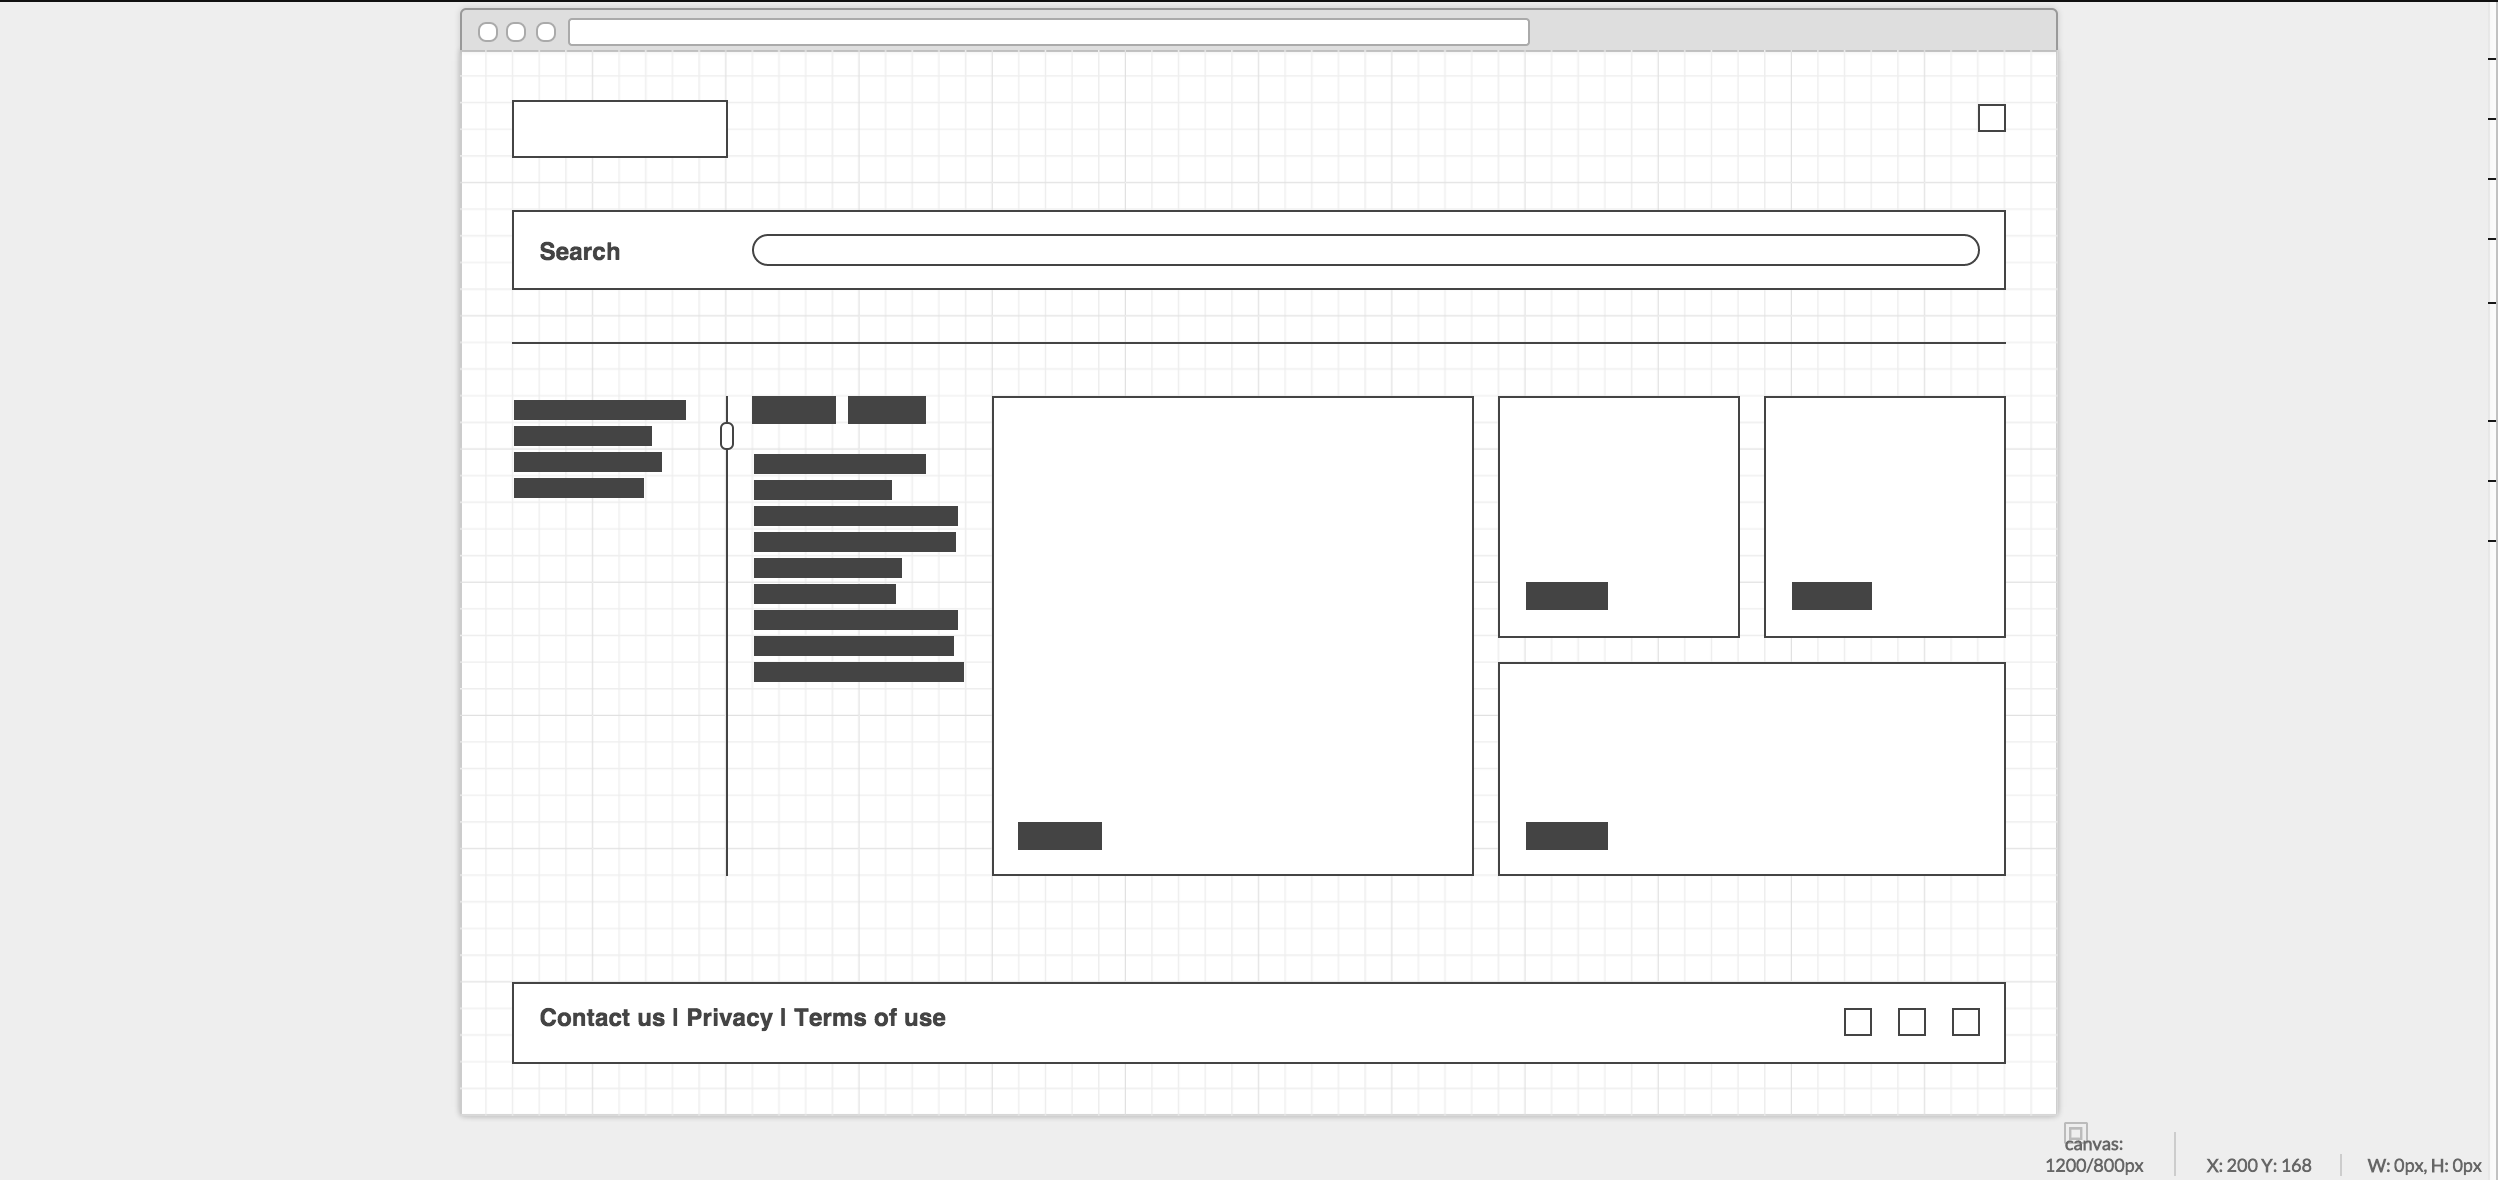 Search
Contact us | Privacy | Terms of use
canvas:
1200/800px
X: 200 Y: 168
W: 0px, H: 0px